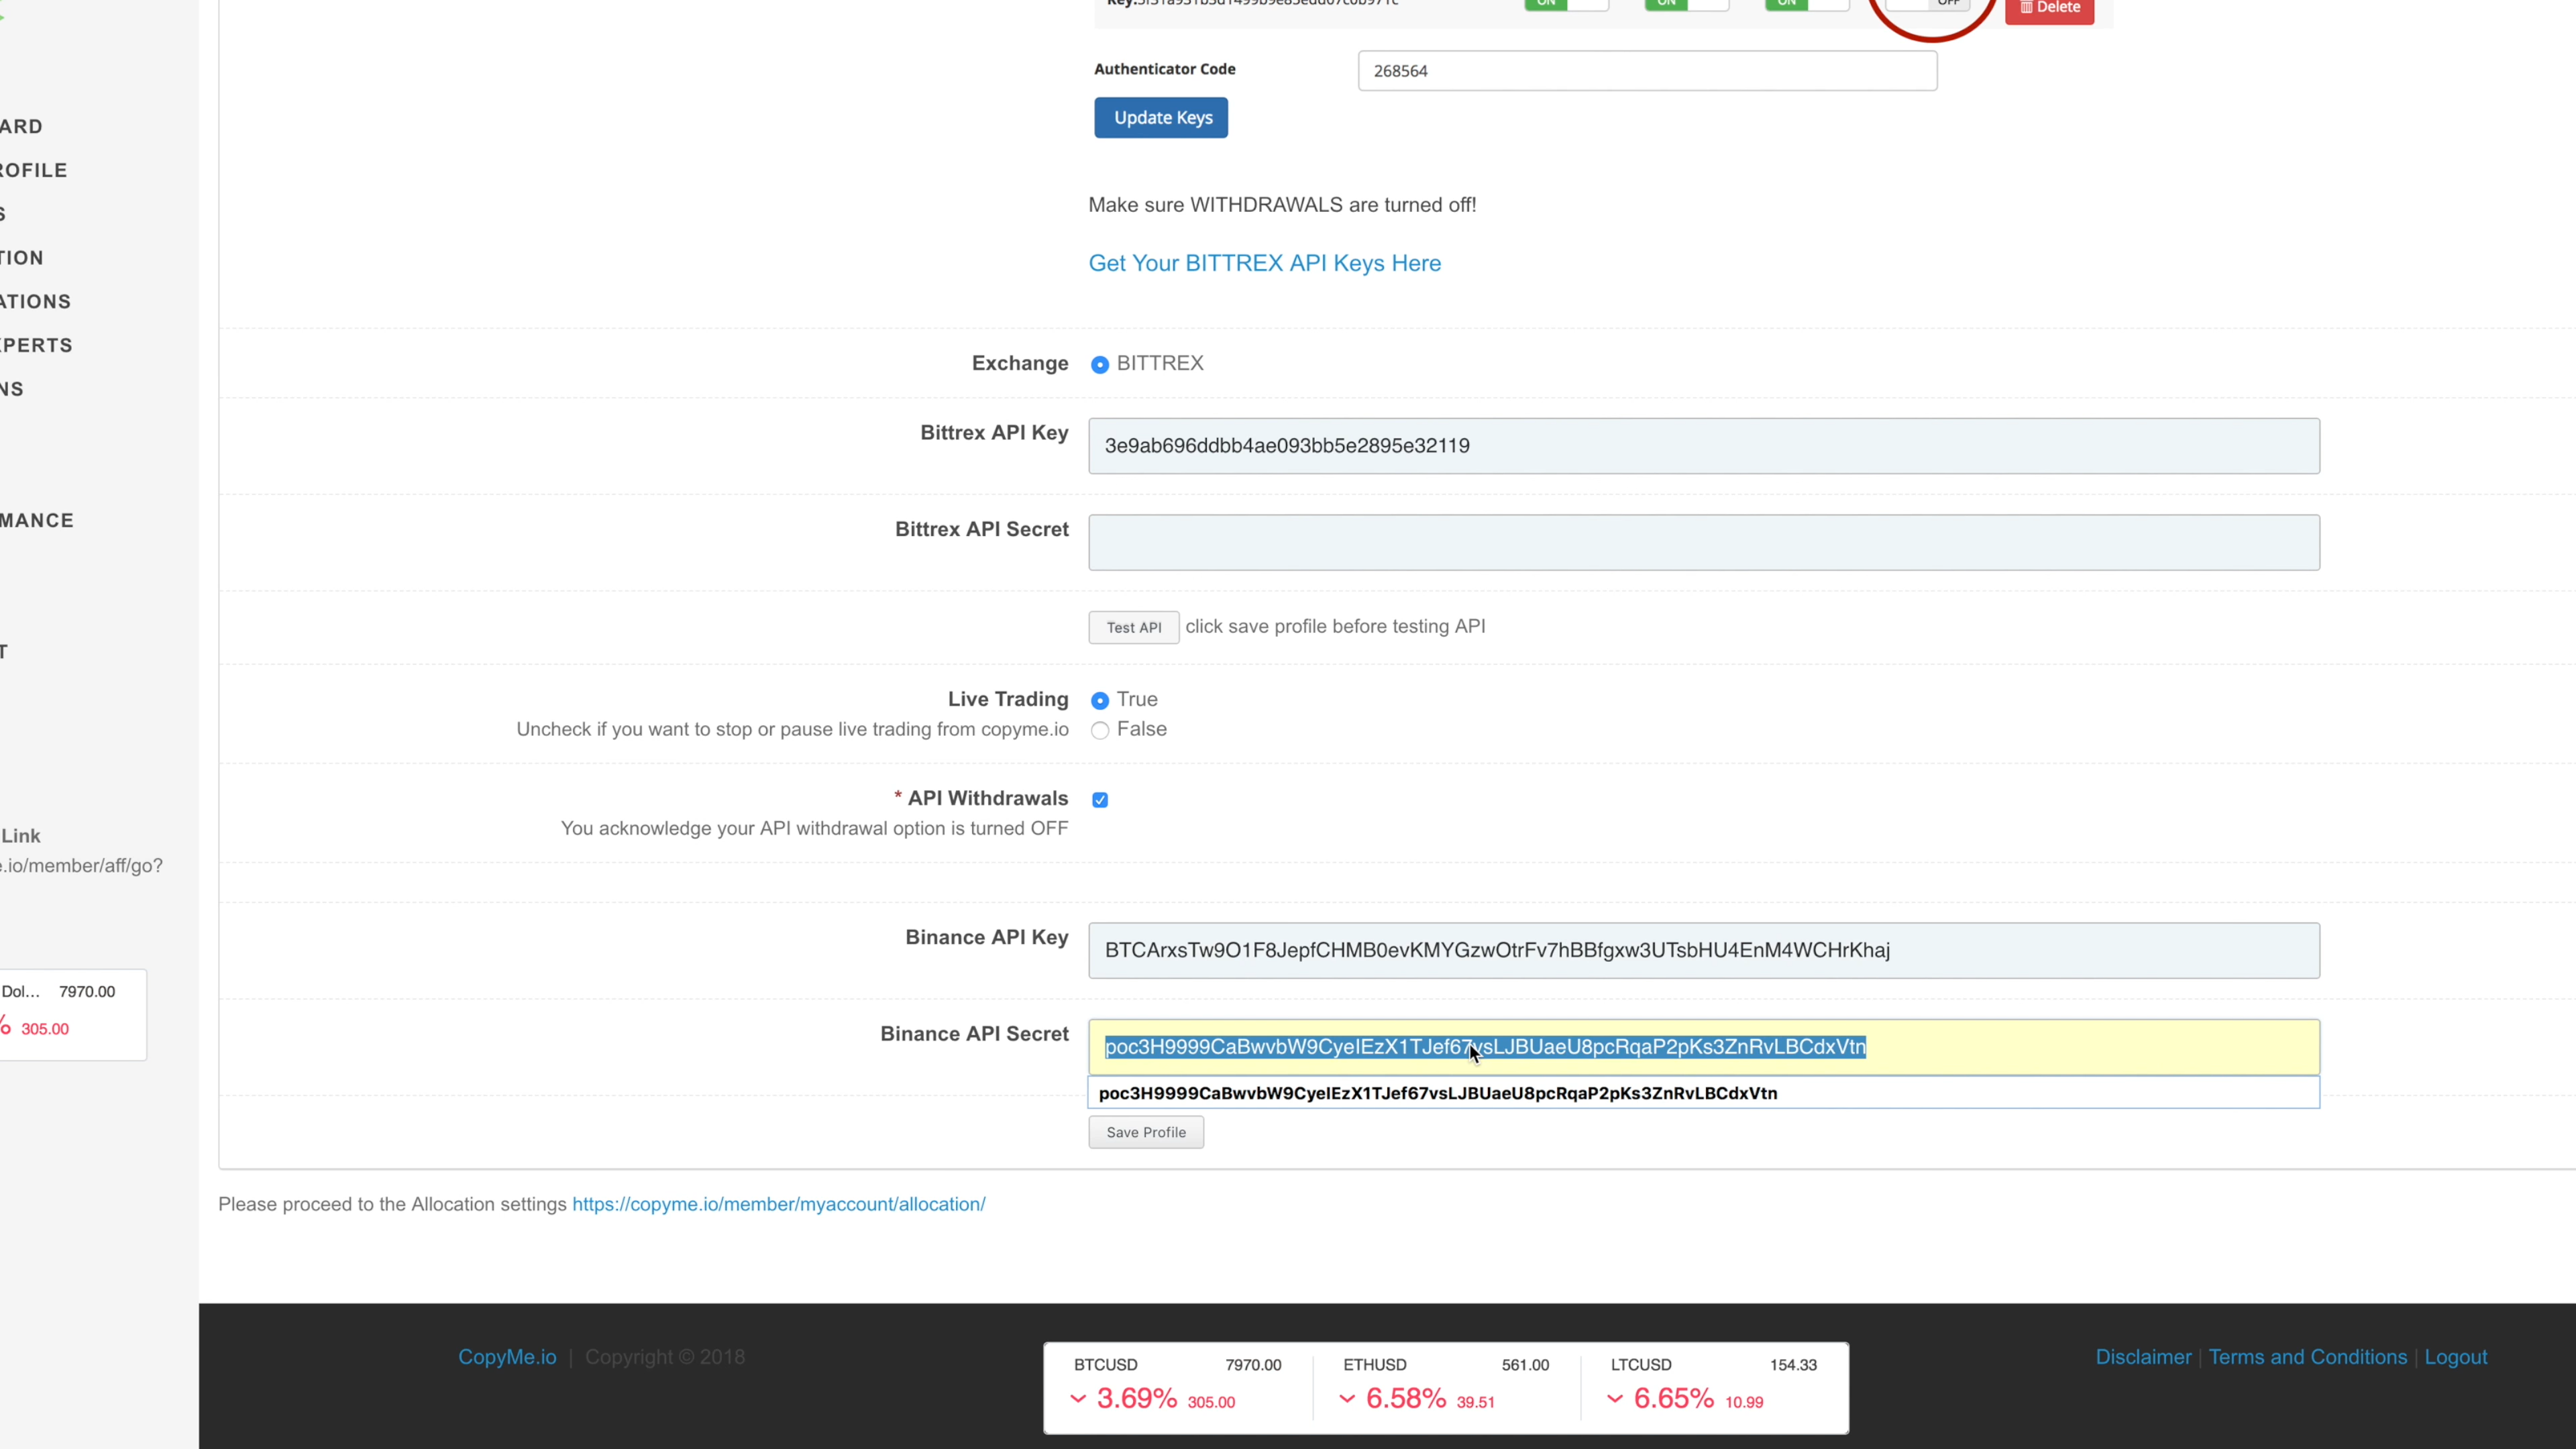 ON ON ON OFF Delete
Authenticator Code 268564
Update Keys
Make sure WITHDRAWALS are turned off!
Get Your BITTREX API Keys Here
Exchange BITTREX
Bittrex API Key 3e9ab696ddbb4ae093bb5e2895e32119
Bittrex API Secret
Test API click save profile before testing API
Live Trading True
Uncheck if you want to stop or pause live trading from copyme.io False
* API Withdrawals
You acknowledge your API withdrawal option is turned OFF
Binance API Key BTCArxsTw9O1F8JepfCHMB0evKMYGzwOtrFv7hBBfgxw3UTsbHU4EnM4WCHrKhaj
Binance API Secret poc3H9999CaBwvbW9CyeIEzX1TJef67vsLJBUaeU8pcRqaP2pKs3ZnRvLBCdxVtn
poc3H9999CaBwvbW9CyeIEzX1TJef67vsLJBUaeU8pcRqaP2pKs3ZnRvLBCdxVtn
Save Profile
Please proceed to the Allocation settings https://copyme.io/member/myaccount/allocation/
ARD
ROFILE
S
TION
ATIONS
XPERTS
NS
MANCE
T
Link
e.io/member/aff/go?
Dol... 7970.00
% 305.00
CopyMe.io | Copyright © 2018
BTCUSD 7970.00
3.69% 305.00
ETHUSD 561.00
6.58% 39.51
LTCUSD 154.33
6.65% 10.99
Disclaimer | Terms and Conditions | Logout